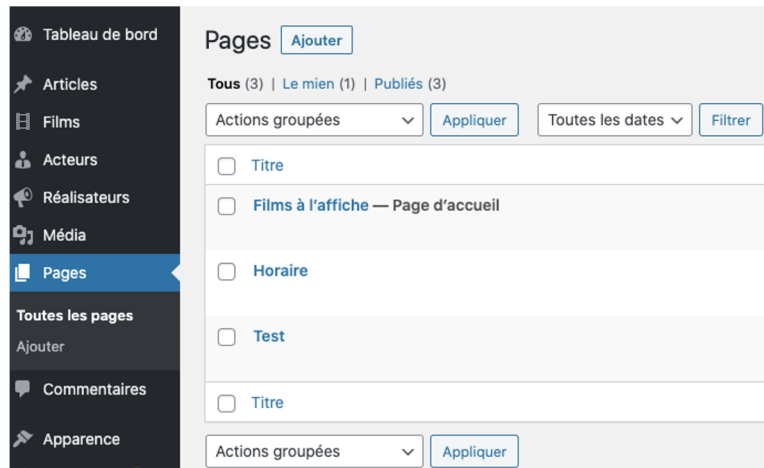 Tableau de bord
Articles
Films
Acteurs
Réalisateurs
Média
Pages
Toutes les pages
Ajouter
Commentaires
Apparence
Pages Ajouter
Tous (3) | Le mien (1) | Publiés (3)
Actions groupées Appliquer Toutes les dates Filtrer
Titre
Films à l’affiche — Page d’accueil
Horaire
Test
Titre
Actions groupées Appliquer